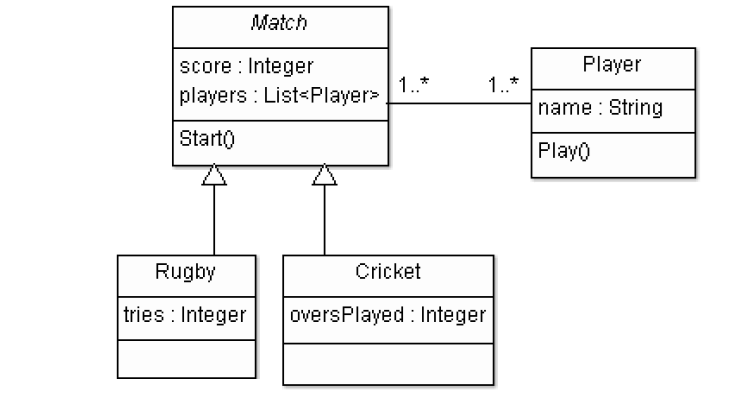 Match
score : Integer
players : List<Player>
Start()
1..*
1..*
Player
name : String
Play()
Rugby
tries : Integer
Cricket
oversPlayed : Integer